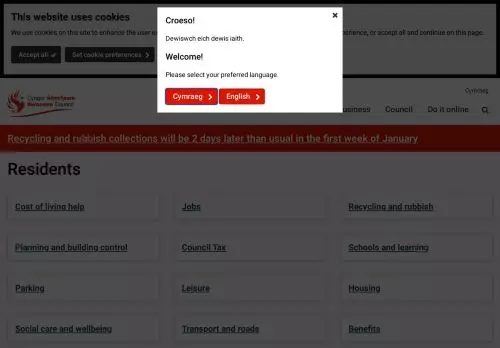 This website uses cookies
We use cookies on this site to enhance the user
erience, or accept all and continue on this page.
Accept all
Set cookie preferences
Croeso!
Dewiswch eich dewis iaith.
Welcome!
Please select your preferred language.
Cymraeg
English
Cymraeg
Cyngor Abertawe
Swansea Council
usiness
Council
Do it online
Recycling and rubbish collections will be 2 days later than usual in the first week of January
Residents
Cost of living help
Jobs
Recycling and rubbish
Planning and building control
Council Tax
Schools and learning
Parking
Leisure
Housing
Social care and wellbeing
Transport and roads
Benefits